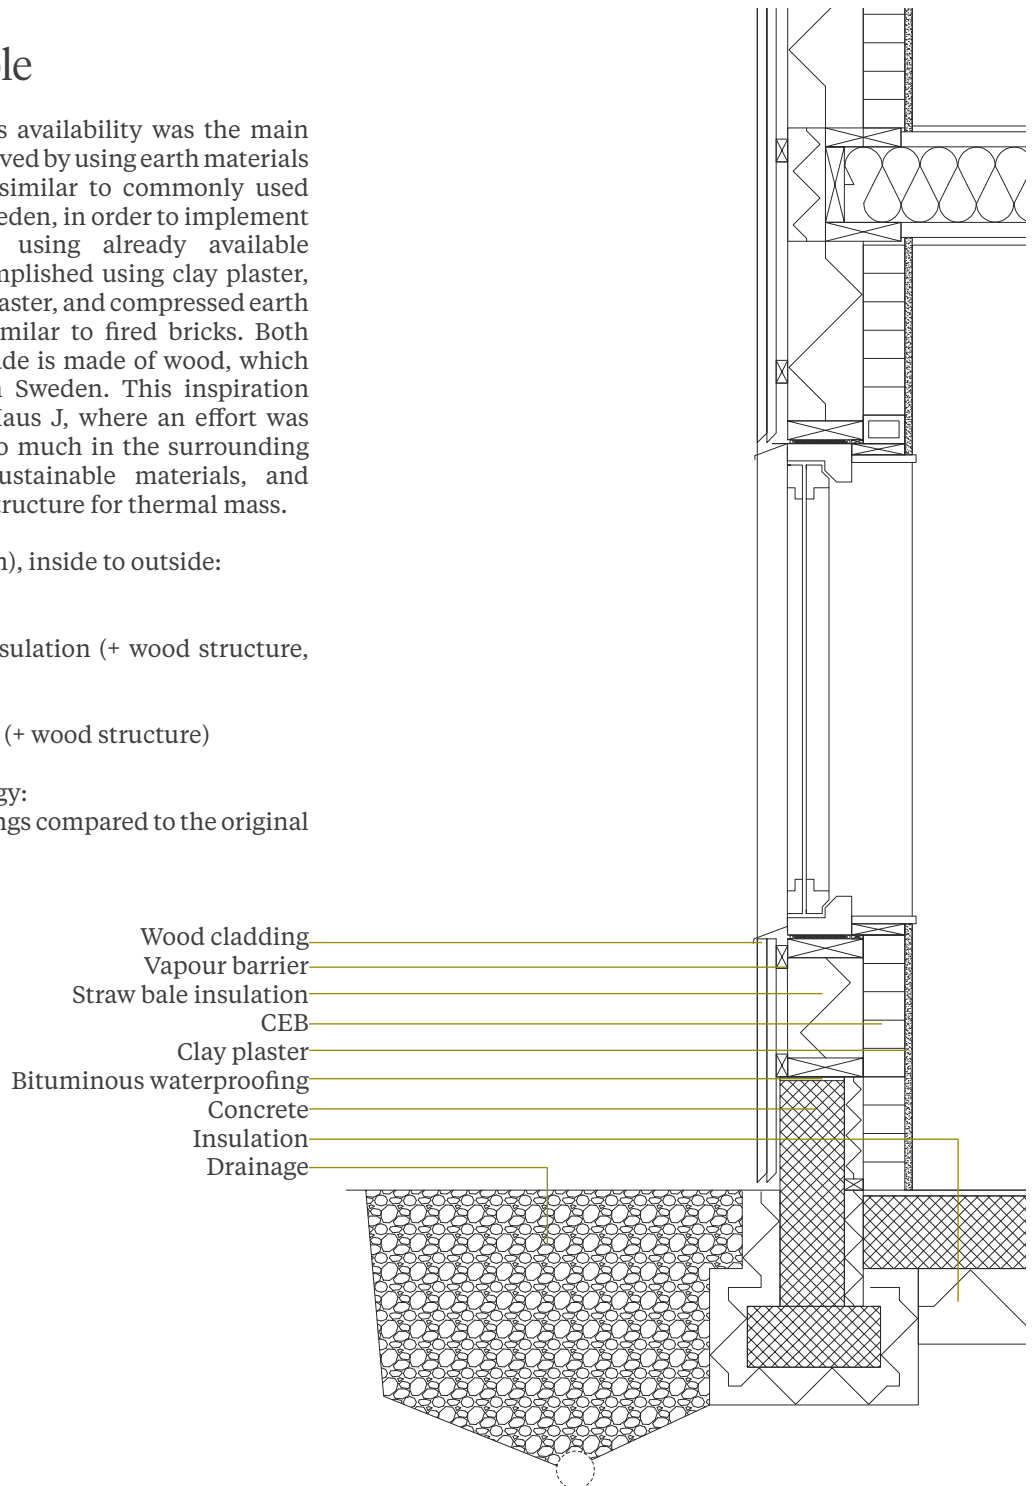 le
s availability was the main
ved by using earth materials
similar to commonly used
eden, in order to implement
using already available
mplished using clay plaster,
aster, and compressed earth
milar to fired bricks. Both
de is made of wood, which
n Sweden. This inspiration
Haus J, where an effort was
o much in the surrounding
ustainable materials, and
tructure for thermal mass.
n), inside to outside:
sulation (+ wood structure,
(+ wood structure)
gy:
ngs compared to the original
Wood cladding
Vapour barrier
Straw bale insulation
CEB
Clay plaster
Bituminous waterproofing
Concrete
Insulation
Drainage